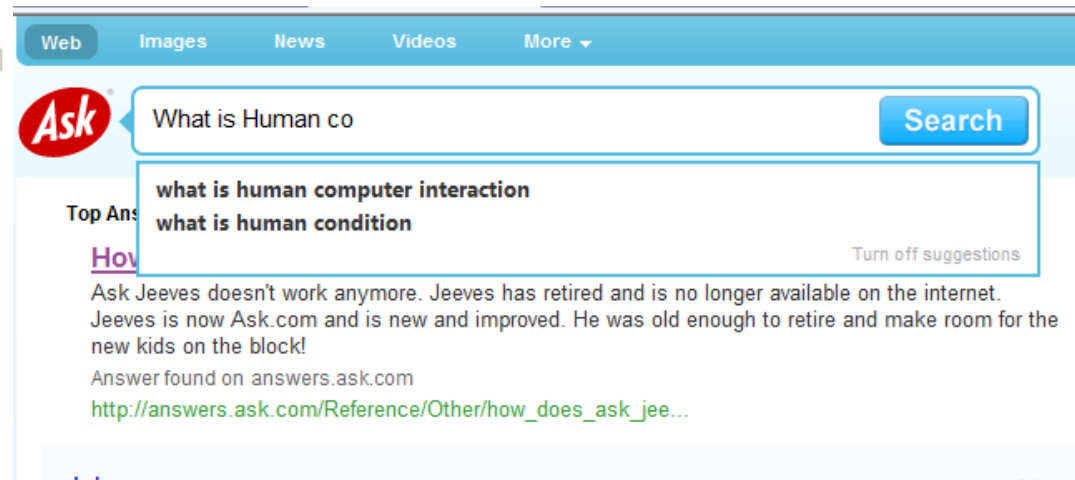 Web Images News Videos More
Ask
What is Human co
Search
what is human computer interaction
what is human condition
Turn off suggestions
Top
Ask Jeeves doesn't work anymore. Jeeves has retired and is no longer available on the internet.
Jeeves is now Ask.com and is new and improved. He was old enough to retire and make room for the
new kids on the block!
Answer found on answers.ask.com
http://answers.ask.com/Reference/Other/how_does_ask_jee...